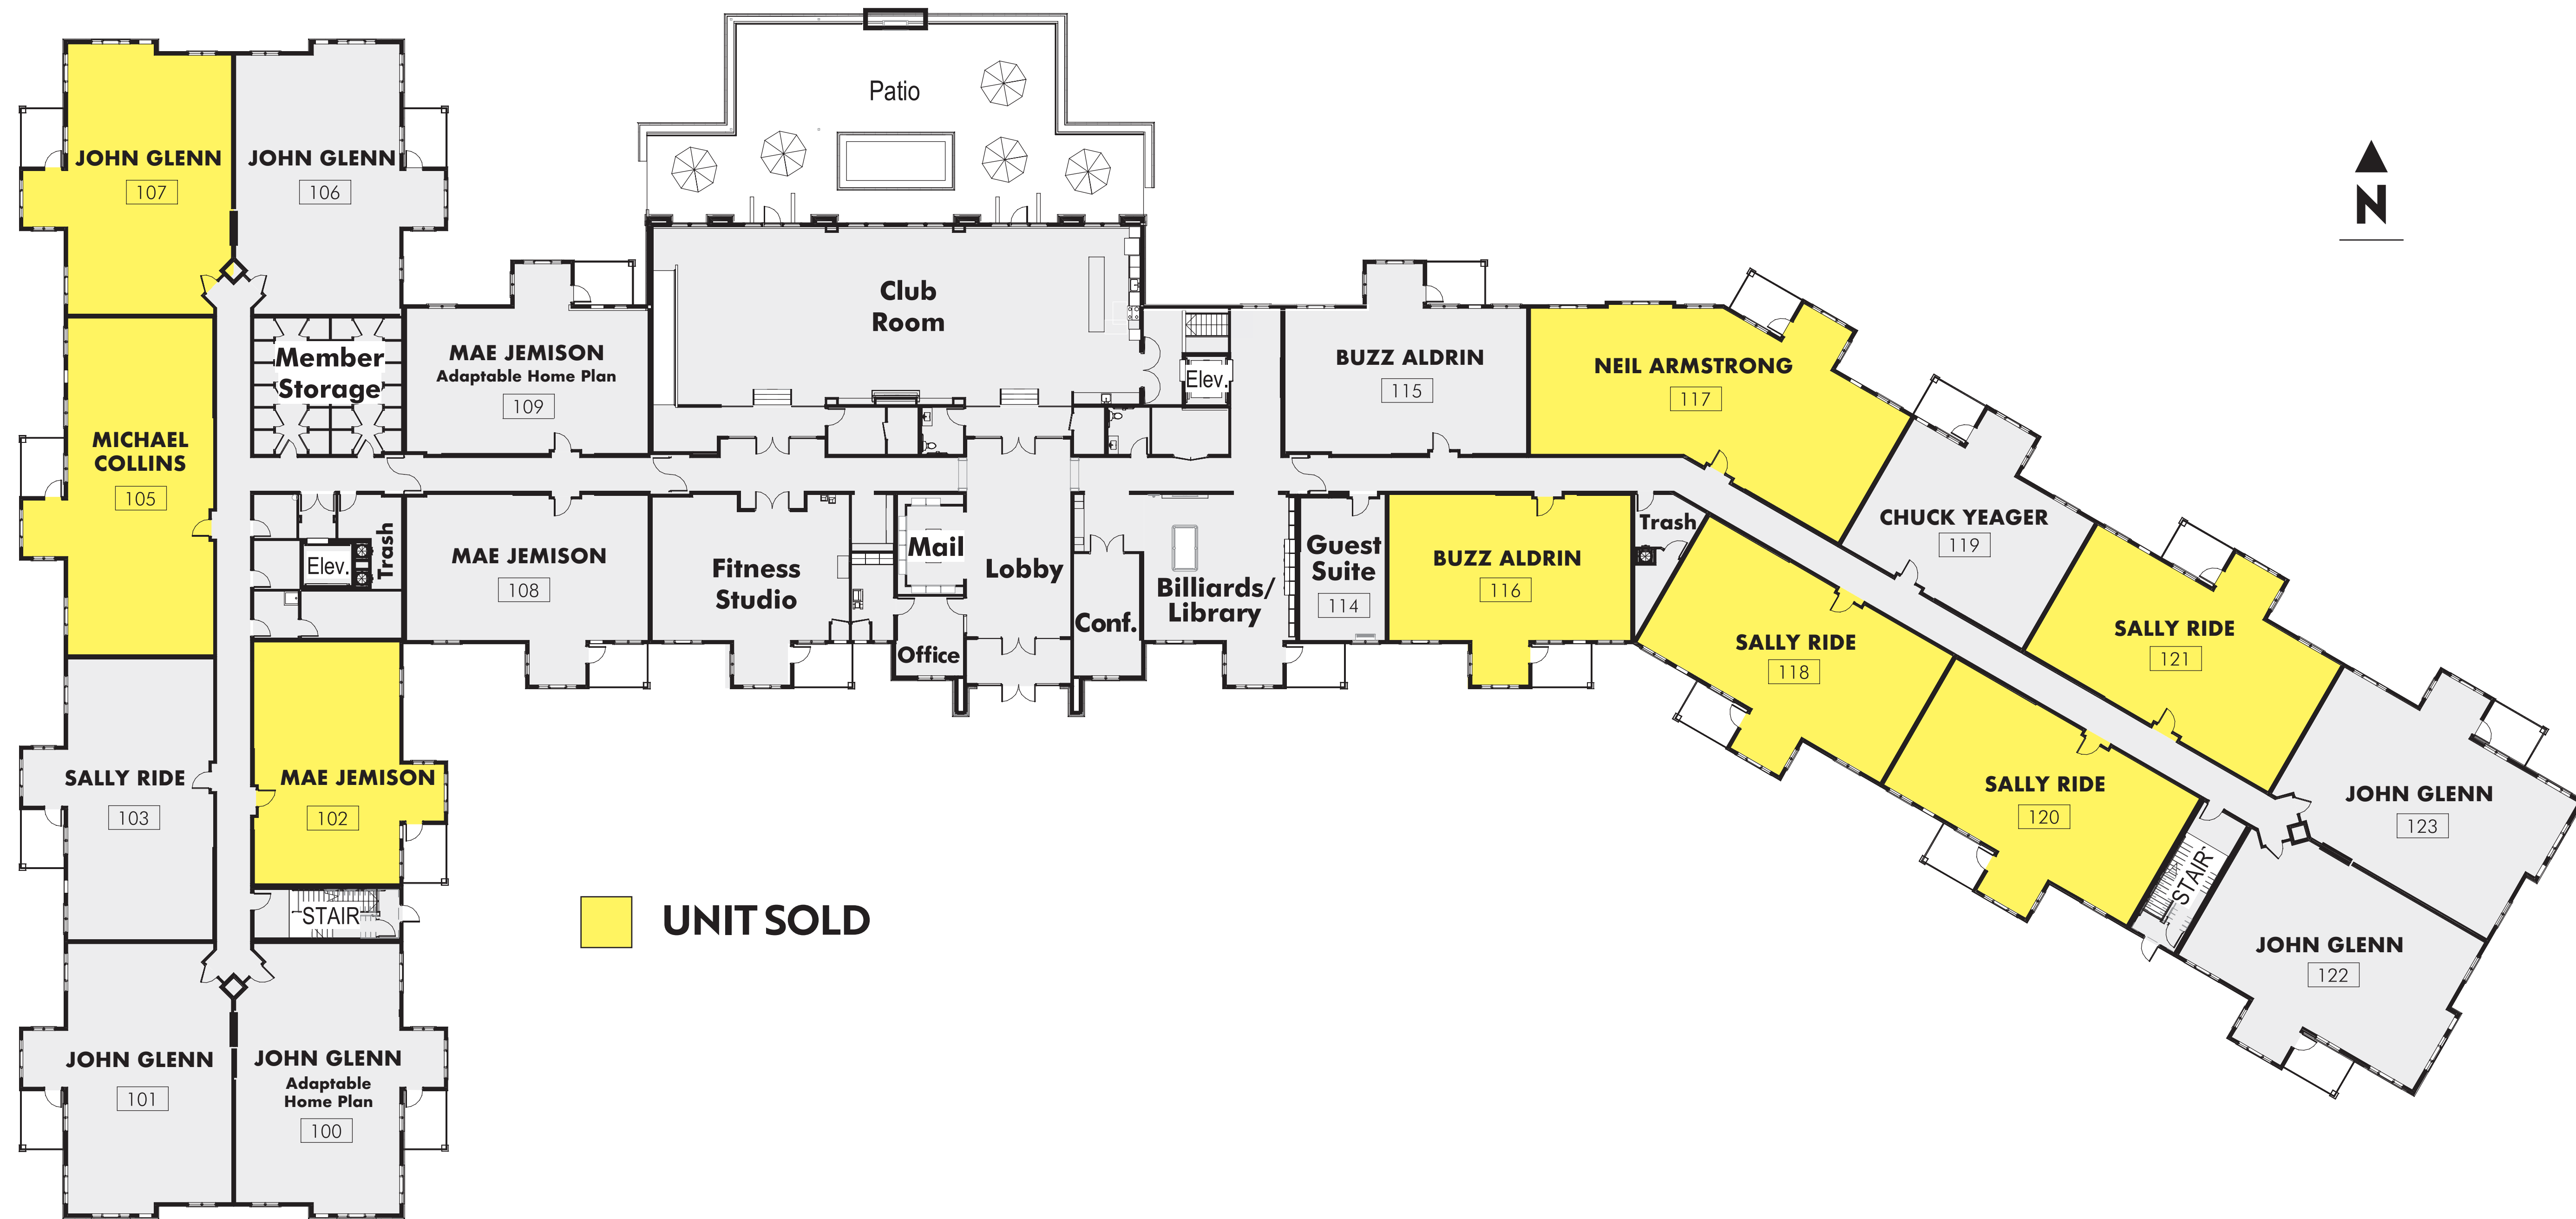 Patio
N
JOHN GLENN
107
JOHN GLENN
106
Club
Room
Member
Storage
MAE JEMISON
Adaptable Home Plan
109
Elev.
BUZZ ALDRIN
115
NEIL ARMSTRONG
117
MICHAEL
COLLINS
105
CHUCK YEAGER
119
Elev.
Trash
MAE JEMISON
108
Fitness
Studio
Mail
Lobby
Office
Conf.
Billiards/
Library
Guest
Suite
114
BUZZ ALDRIN
116
Trash
SALLY RIDE
118
SALLY RIDE
121
SALLY RIDE
103
MAE JEMISON
102
SALLY RIDE
120
JOHN GLENN
123
STAIR
STAIR
UNIT SOLD
JOHN GLENN
122
JOHN GLENN
101
JOHN GLENN
Adaptable
Home Plan
100